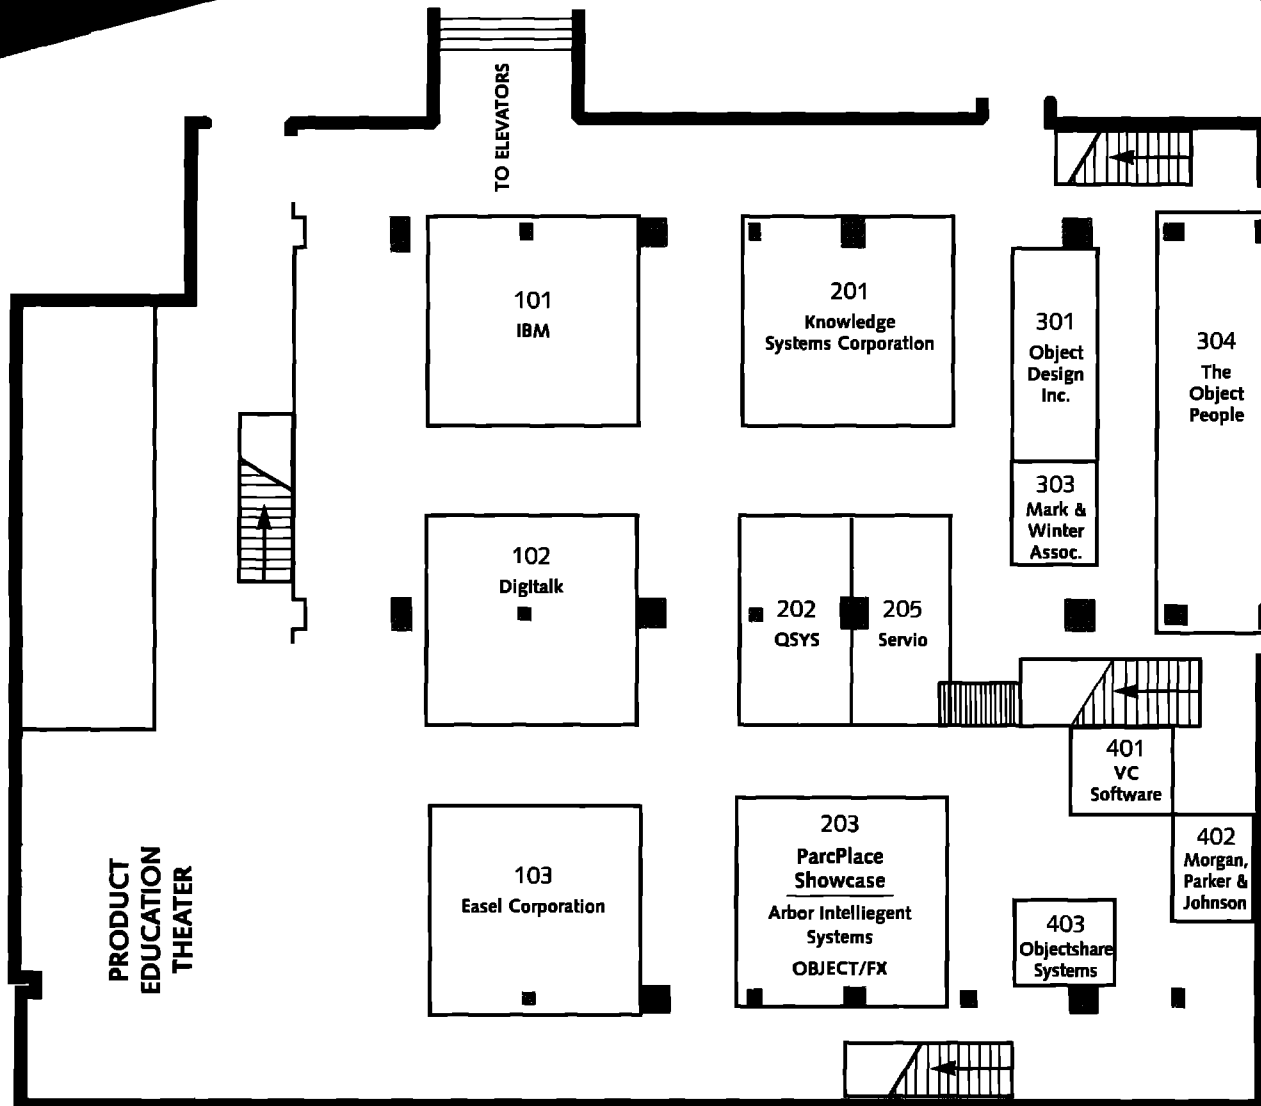 TO ELEVATORS
101
IBM
201
Knowledge
Systems Corporation
301
Object
Design
Inc.
304
The
Object
People
303
Mark &
Winter
Assoc.
102
Digitalk
202
QSYS
205
Servio
401
VC
Software
402
Morgan,
Parker &
Johnson
203
ParcPlace
Showcase
Arbor Intelliegent
Systems
OBJECT/FX
103
Easel Corporation
403
Objectshare
Systems
PRODUCT
EDUCATION
THEATER